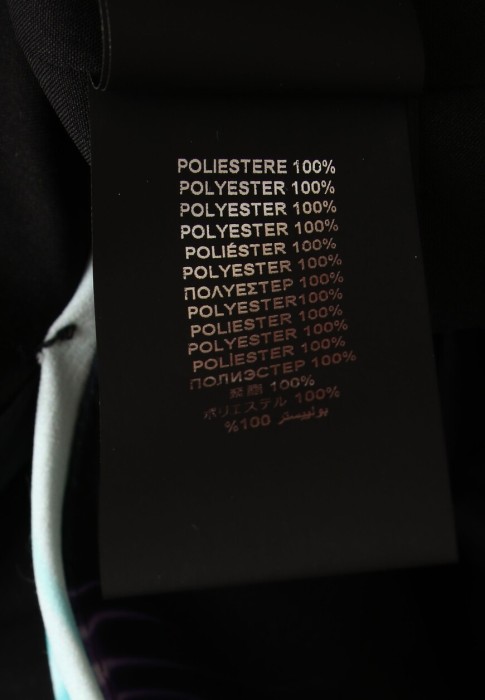 POLIESTERE 100%
POLYESTER 100%
POLYESTER 100%
POLYESTER 100%
POLIÉSTER 100%
POLYESTER 100%
ΠΟΛΥΕΣΤΕΡ 100%
POLYESTER100%
POLIESTER 100%
POLYESTER 100%
POLİESTER 100%
ПОЛИЭСТЕР 100%
100%
ポリエステル 100%
%100